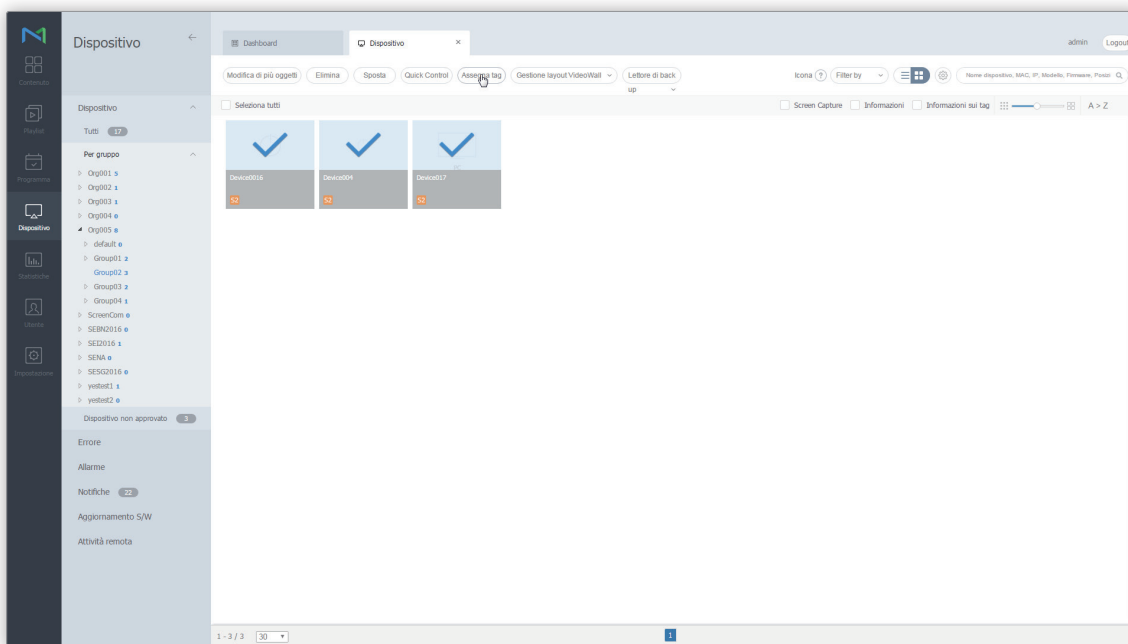 Dispositivo
Dashboard
Dispositivo
admin
Logout
Contenuto
Playlist
Programma
Dispositivo
Statistiche
Utente
Impostazione
Dispositivo
Tutti 17
Per gruppo
Org001 5
Org002 1
Org003 1
Org004 0
Org005 8
default 0
Group01 2
Group02 3
Group03 2
Group04 1
ScreenCom 0
SEBN2016 0
SEI2016 1
SENA 0
SESG2016 0
yestest1 1
yestest2 0
Dispositivo non approvato 3
Errore
Allarme
Notifiche 22
Aggiornamento S/W
Attività remota
Modifica di più oggetti Elimina Sposta Quick Control Assegna tag Gestione layout VideoWall Lettore di back
up
Icona ? Filter by
Nome dispositivo, MAC, IP, Modello, Firmware, Posizi
Seleziona tutti
Screen Capture Informazioni Informazioni sui tag A > Z
Device0016 Device004 Device017
S2 S2 S2
1 - 3 / 3 30 1